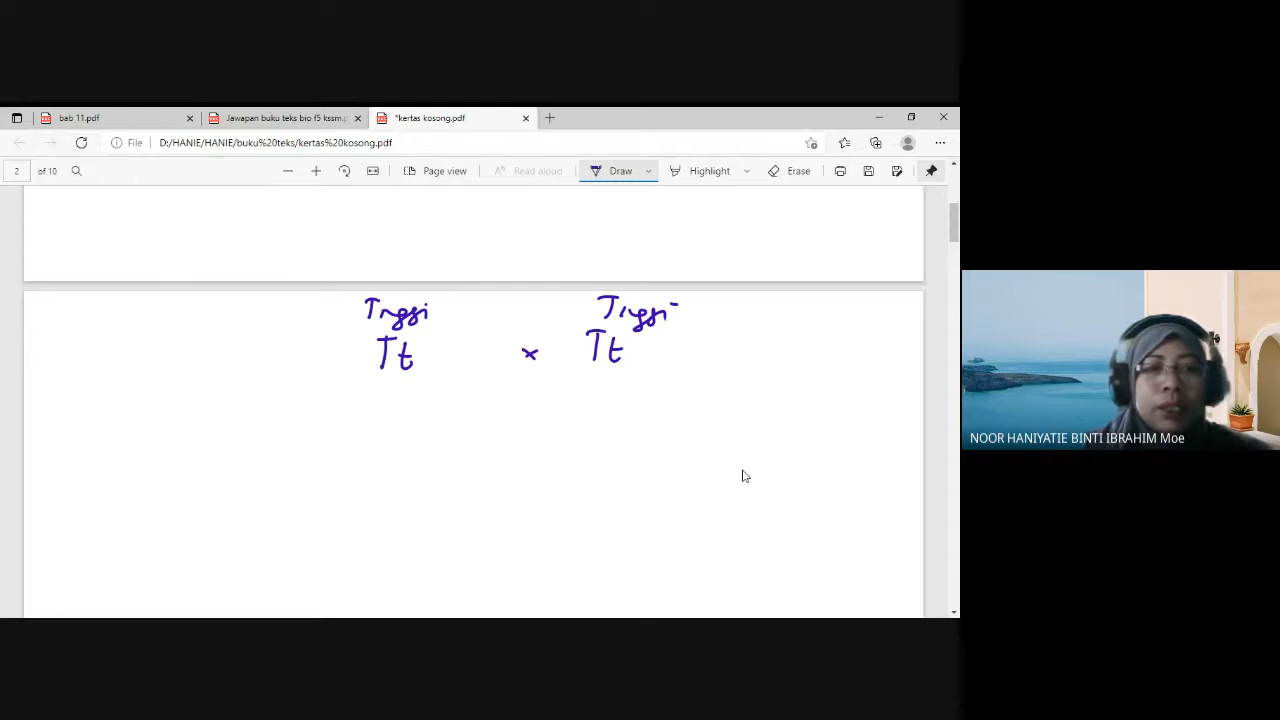 bab 11.pdf
Jawapan buku teks bio f5 kssm.p
*kertas kosong.pdf
File D:/HANIE/HANIE/buku%20teks/kertas%20kosong.pdf
2 of 10 Page view Read aloud Draw Highlight Erase
Tinggi Tinggi
Tt x Tt
NOOR HANIYATIE BINTI IBRAHIM Moe